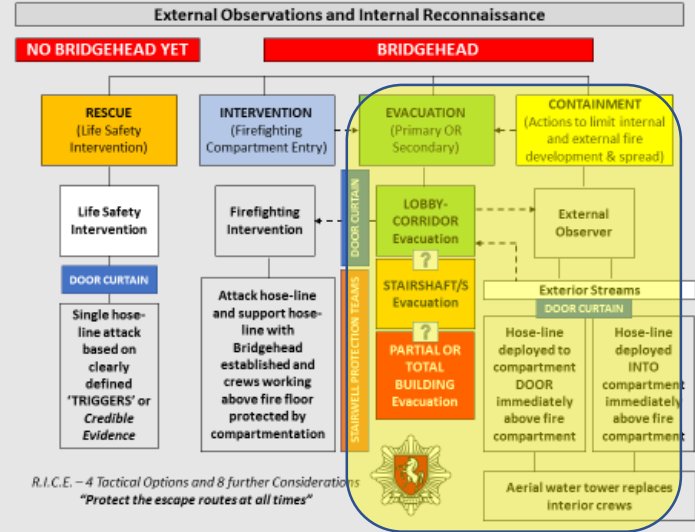 External Observations and Internal Reconnaissance
NO BRIDGEHEAD YET
BRIDGEHEAD
RESCUE
(Life Safety
Intervention)
INTERVENTION
(Firefighting
Compartment Entry)
EVACUATION
(Primary OR
Secondary)
CONTAINMENT
(Actions to limit internal
and external fire
development & spread)
Life Safety
Intervention
Firefighting
Intervention
DOOR CURTAIN
LOBBY-
CORRIDOR
Evacuation
External
Observer
DOOR CURTAIN
?
STAIRSHAFT/S
Evacuation
?
PARTIAL OR
TOTAL
BUILDING
Evacuation
STAIRWELL PROTECTION TEAMS
Exterior Streams
DOOR CURTAIN
Single hose-
line attack
based on
clearly
defined
'TRIGGERS' or
Credible
Evidence
Attack hose-line
and support hose-
line with
Bridgehead
established and
crews working
above fire floor
protected by
compartmentation
Hose-line
deployed to
compartment
DOOR
immediately
above fire
compartment
Hose-line
deployed
INTO
compartment
immediately
above fire
compartment
Aerial water tower replaces
interior crews
R.I.C.E. – 4 Tactical Options and 8 further Considerations
"Protect the escape routes at all times"